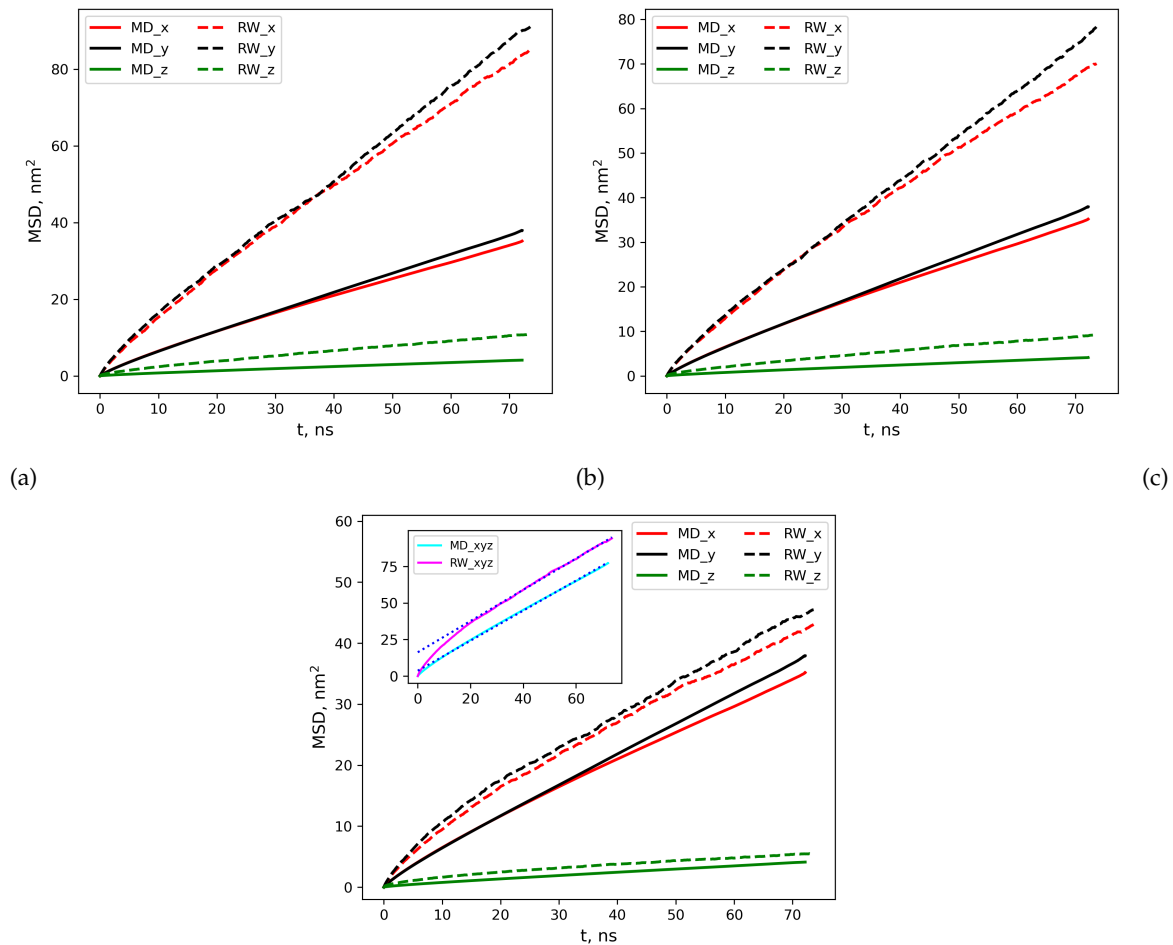 MD_x RW_x
MD_y RW_y
MD_z RW_z
MSD, nm²
80
60
40
20
0
0 10 20 30 40 50 60 70
t, ns
MD_x RW_x
MD_y RW_y
MD_z RW_z
MSD, nm²
80
70
60
50
40
30
20
10
0
0 10 20 30 40 50 60 70
t, ns
(a) (b) (c)
MD_x RW_x
MD_y RW_y
MD_z RW_z
MD_xyz
RW_xyz
75
50
25
0
0 20 40 60
MSD, nm²
60
50
40
30
20
10
0
0 10 20 30 40 50 60 70
t, ns